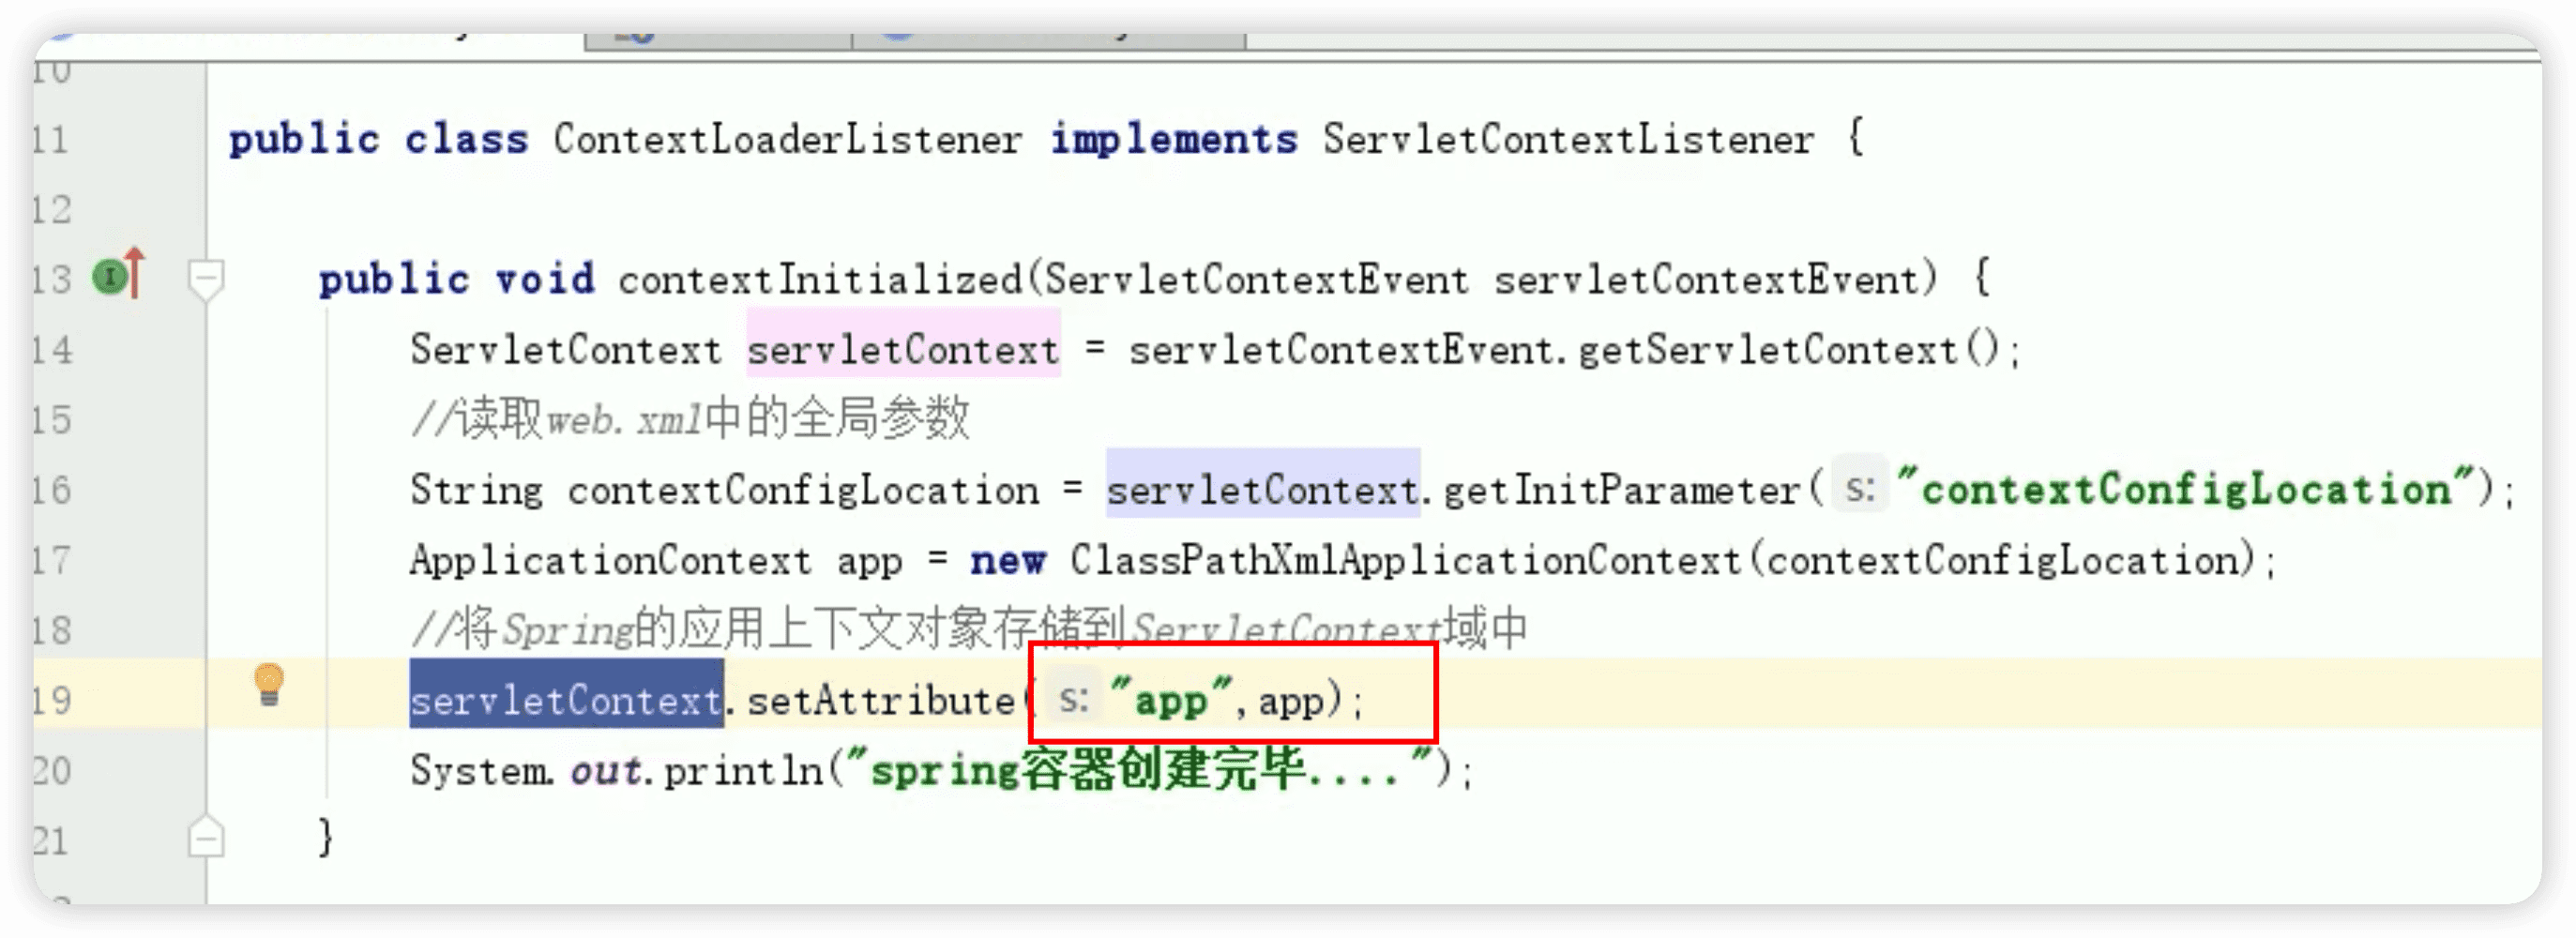 10
11 public class ContextLoaderListener implements ServletContextListener {
12
13 public void contextInitialized(ServletContextEvent servletContextEvent) {
14 ServletContext servletContext = servletContextEvent.getServletContext();
15 //读取web.xml中的全局参数
16 String contextConfigLocation = servletContext.getInitParameter( s: "contextConfigLocation");
17 ApplicationContext app = new ClassPathXmlApplicationContext(contextConfigLocation);
18 //将Spring的应用上下文对象存储到ServletContext域中
19 servletContext.setAttribute( s: "app",app);
20 System.out.println("spring容器创建完毕....");
21 }